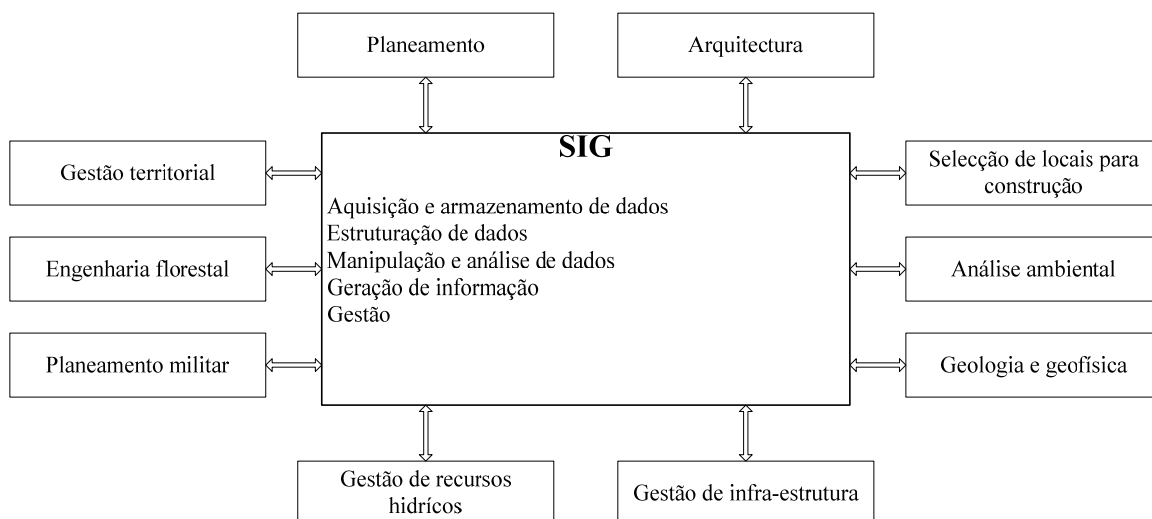 Planeamento
Arquitectura
SIG
Gestão territorial
Selecção de locais para
construção
Aquisição e armazenamento de dados
Estruturação de dados
Manipulação e análise de dados
Geração de informação
Gestão
Engenharia florestal
Análise ambiental
Planeamento militar
Geologia e geofísica
Gestão de recursos
hidrícos
Gestão de infra-estrutura